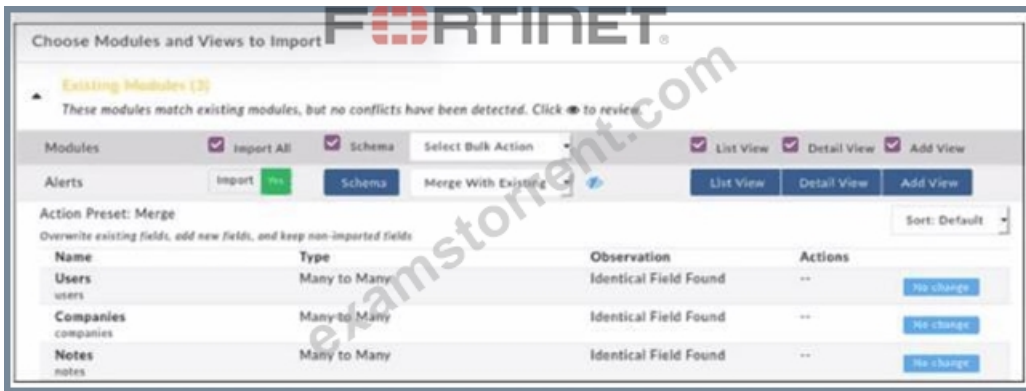 FORTINET®
Choose Modules and Views to Import
Existing Modules (3)
These modules match existing modules, but no conflicts have been detected. Click to review.
Modules Import All Schema Select Bulk Action List View Detail View Add View
Alerts Import Yes Schema Merge With Existing List View Detail View Add View
Action Preset: Merge Sort: Default
Overwrite existing fields, add new fields, and keep non-imported fields
Name Type Observation Actions
Users Many to Many Identical Field Found -- No change
users
Companies Many to Many Identical Field Found -- No change
companies
Notes Many to Many Identical Field Found -- No change
notes
examstorrent.com